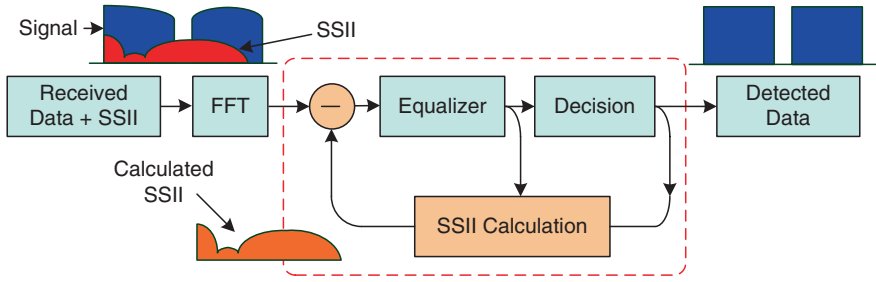 Signal
SSII
Received
Data + SSII
FFT
Equalizer
Decision
Detected
Data
Calculated
SSII
SSII Calculation